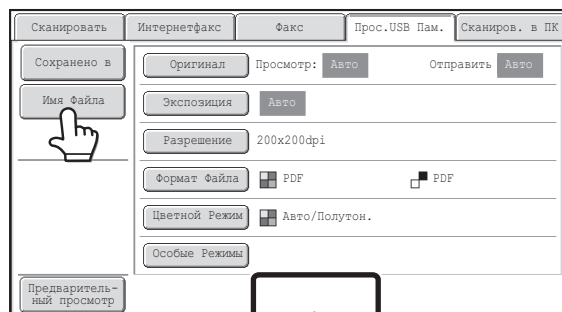 Сканировать Интернетфакс Факс Прос.USB Пам. Сканиров. в ПК
Сохранено в
Оригинал Просмотр: Авто Отправить Авто
Имя Файла
Экспозиция Авто
Разрешение 200x200dpi
Формат Файла PDF PDF
Цветной Режим Авто/Полутон.
Особые Режимы
Предваритель-
ный просмотр